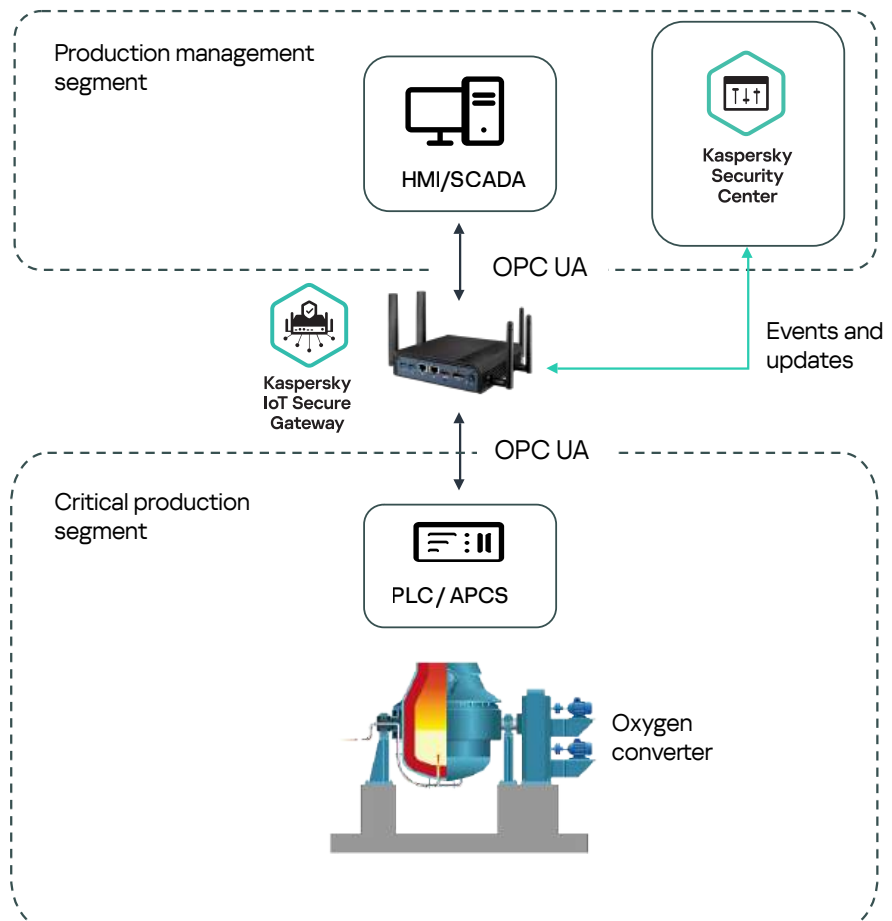 Production management
segment
HMI/SCADA
Kaspersky
Security
Center
OPC UA
Kaspersky
IoT Secure
Gateway
Events and
updates
OPC UA
Critical production
segment
PLC / APCS
Oxygen
converter